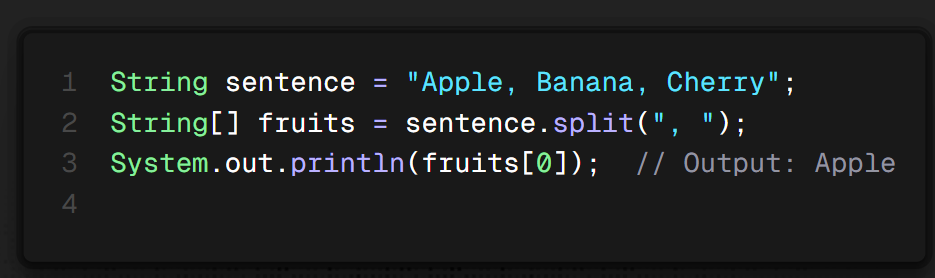 1 String sentence = "Apple, Banana, Cherry";
2 String[] fruits = sentence.split(", ");
3 System.out.println(fruits[0]);  // Output: Apple
4